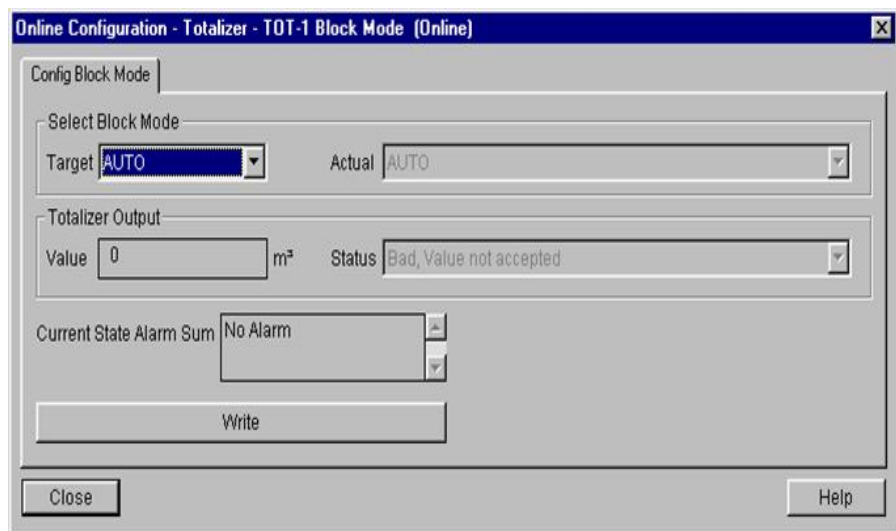 Online Configuration - Totalizer - TOT-1 Block Mode (Online)
Config Block Mode
Select Block Mode
Target AUTO Actual AUTO
Totalizer Output
Value 0 m³ Status Bad, Value not accepted
Current State Alarm Sum No Alarm
Write
Close Help